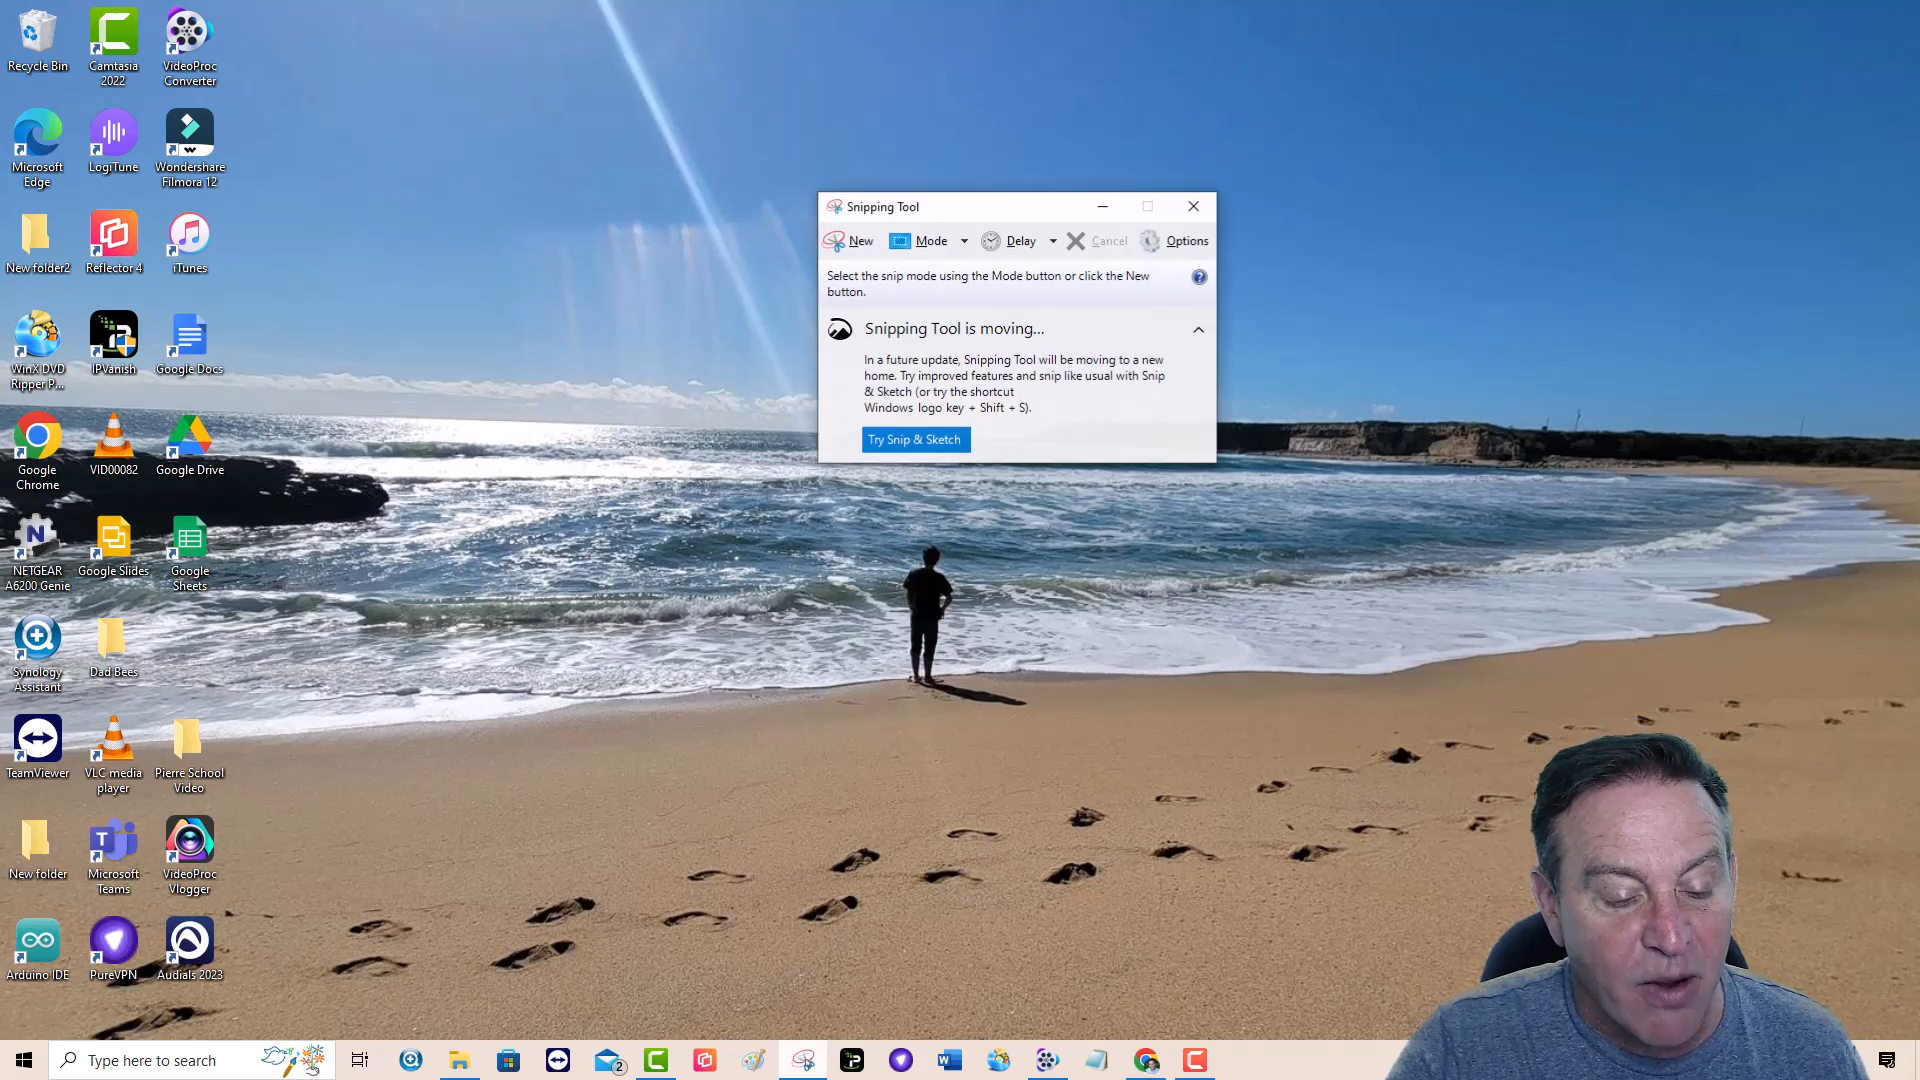 Recycle Bin
Camtasia
2022
VideoProc
Converter
Microsoft
Edge
LogiTune
Wondershare
Filmora 12
New folder2
Reflector 4
iTunes
WinX DVD
Ripper P...
IPVanish
Google Docs
Google
Chrome
VID00082
Google Drive
NETGEAR
A6200 Genie
Google Slides
Google
Sheets
Synology
Assistant
Dad Bees
TeamViewer
VLC media
player
Pierre School
Video
New folder
Microsoft
Teams
VideoProc
Vlogger
Arduino IDE
PureVPN
Audials 2023
Snipping Tool
New
Mode
Delay
Cancel
Options
Select the snip mode using the Mode button or click the New
button.
Snipping Tool is moving...
In a future update, Snipping Tool will be moving to a new
home. Try improved features and snip like usual with Snip
& Sketch (or try the shortcut
Windows logo key + Shift + S).
Try Snip & Sketch
Type here to search
2